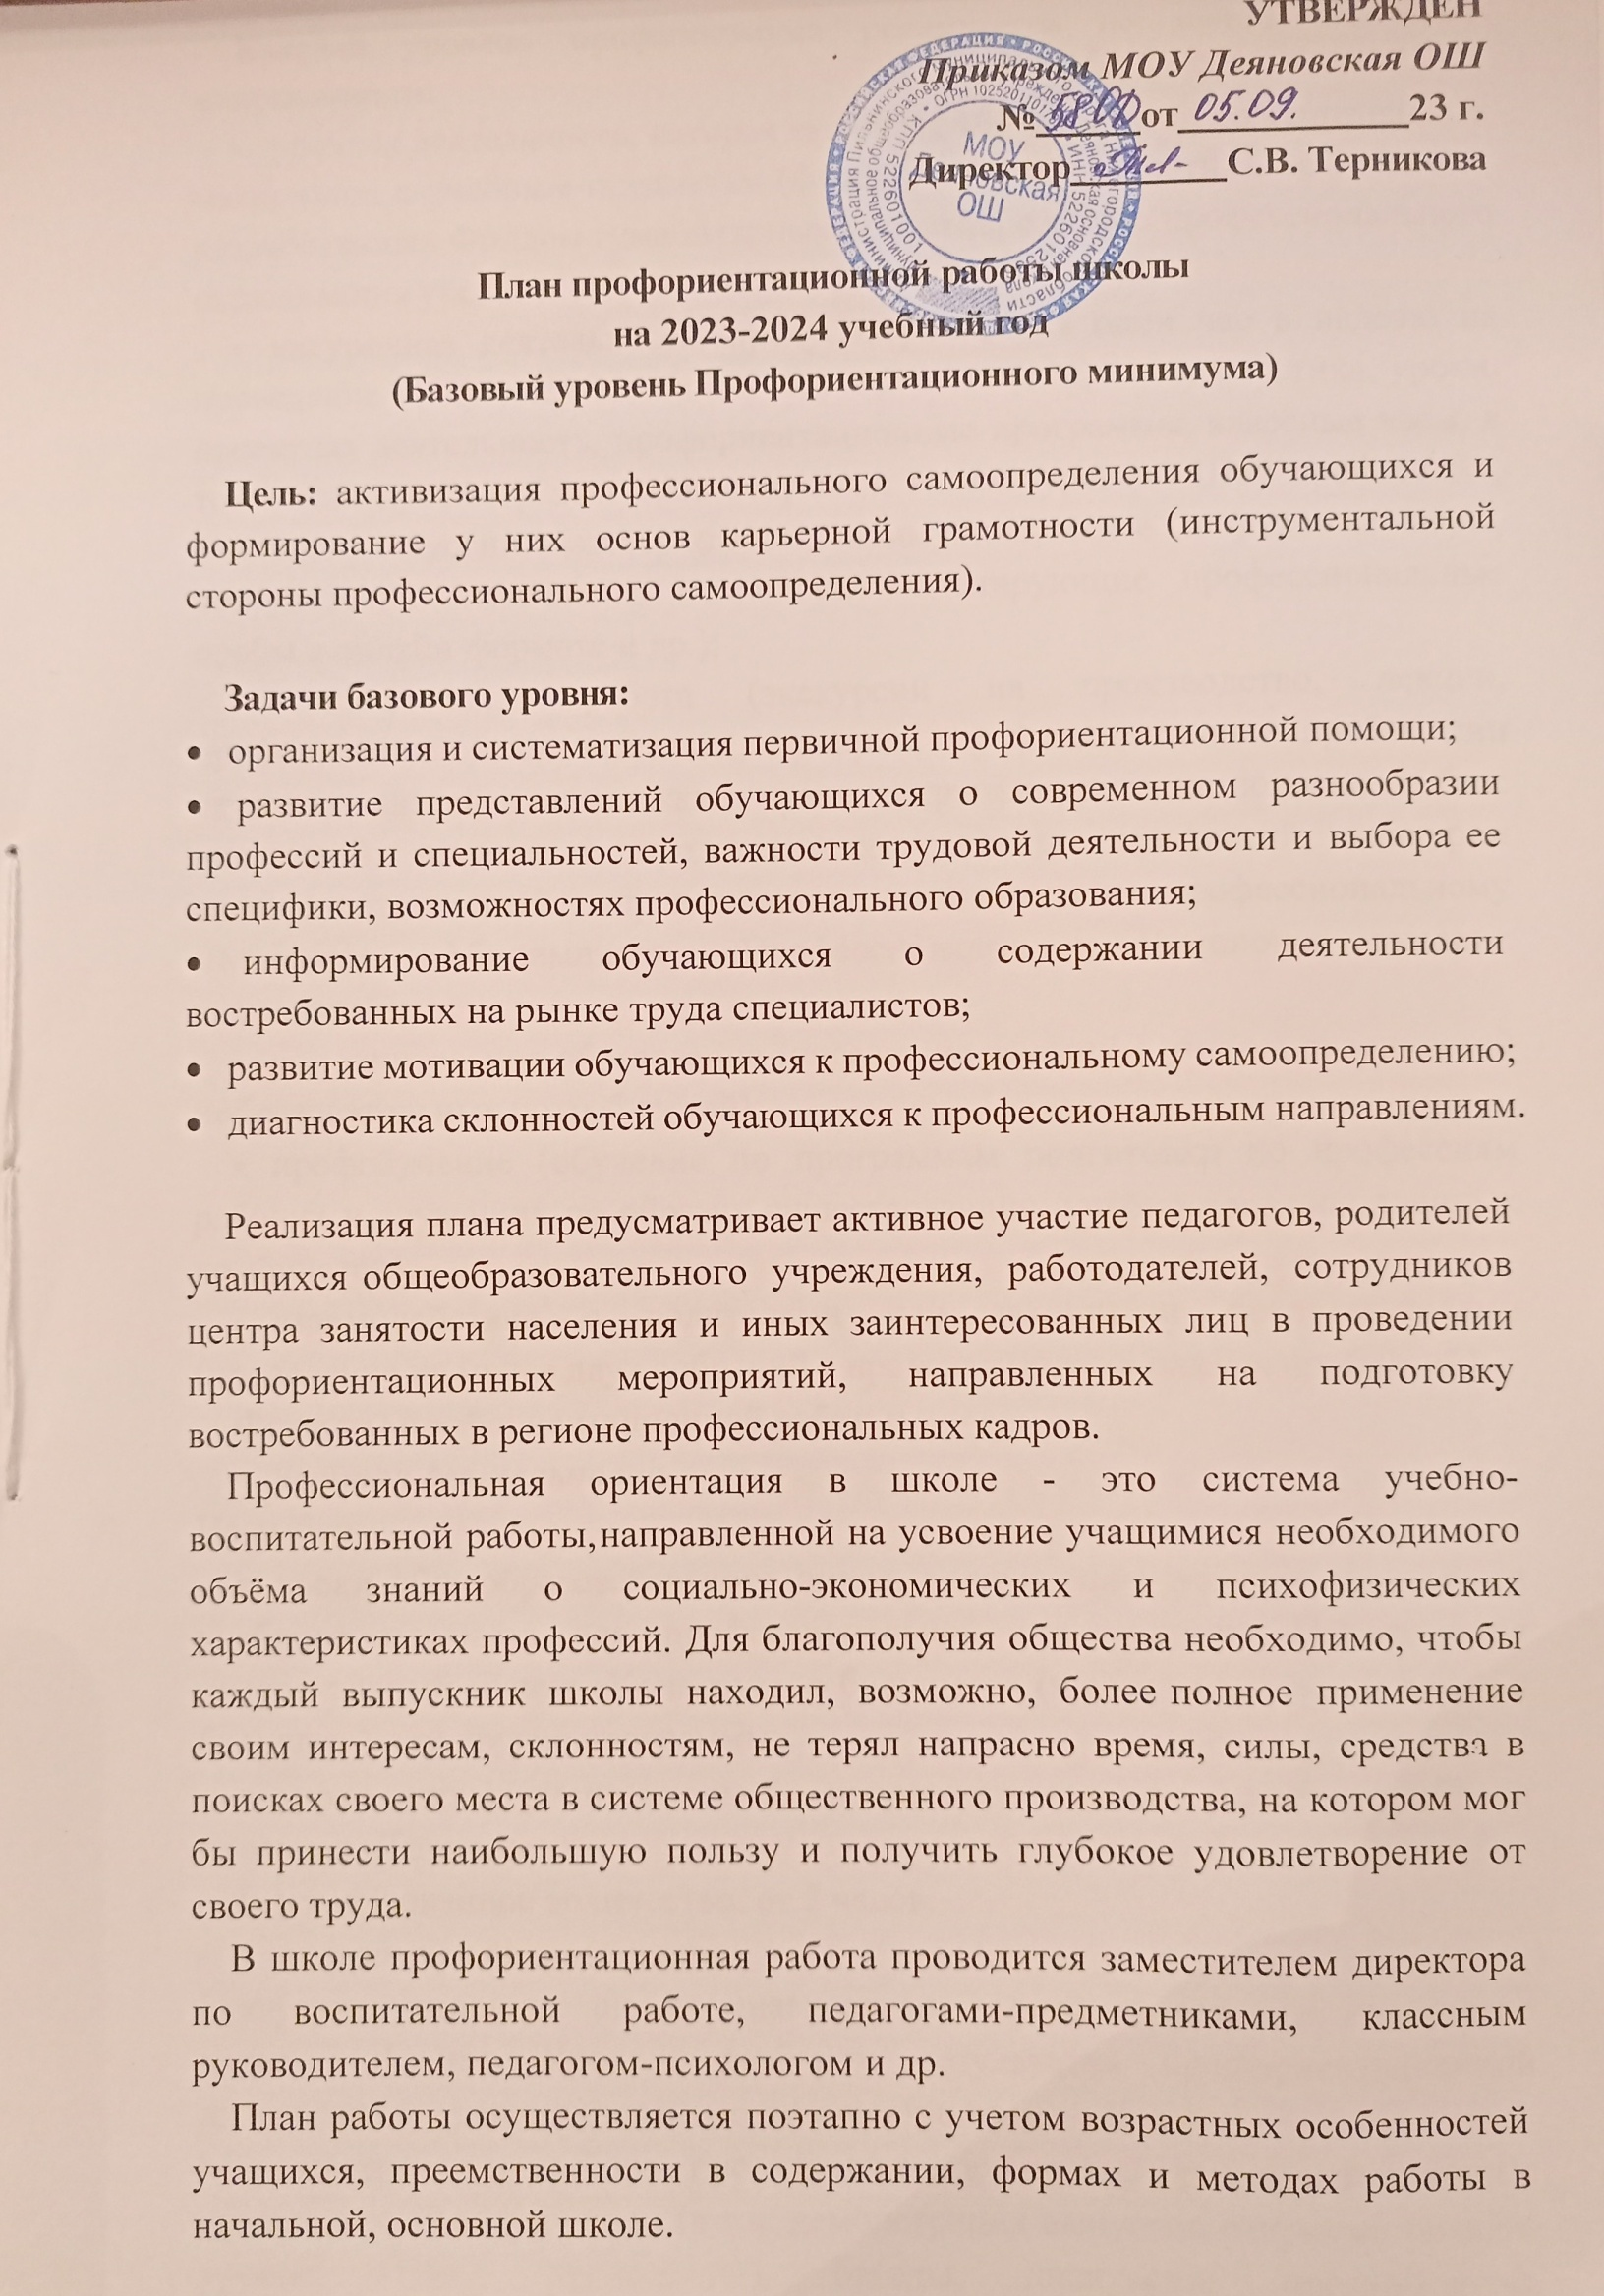 УТВЕРЖДЕН
Приказом МОУ Деяновская ОШ
№ 58 ОД от 05.09. 23 г.
Директор С.В. Терникова
МОУ
Деяновская
ОШ
План профориентационной работы школы
на 2023-2024 учебный год
(Базовый уровень Профориентационного минимума)
Цель: активизация профессионального самоопределения обучающихся и
формирование у них основ карьерной грамотности (инструментальной
стороны профессионального самоопределения).
Задачи базового уровня:
• организация и систематизация первичной профориентационной помощи;
• развитие представлений обучающихся о современном разнообразии
профессий и специальностей, важности трудовой деятельности и выбора ее
специфики, возможностях профессионального образования;
• информирование обучающихся о содержании деятельности
востребованных на рынке труда специалистов;
• развитие мотивации обучающихся к профессиональному самоопределению;
• диагностика склонностей обучающихся к профессиональным направлениям.
Реализация плана предусматривает активное участие педагогов, родителей
учащихся общеобразовательного учреждения, работодателей, сотрудников
центра занятости населения и иных заинтересованных лиц в проведении
профориентационных мероприятий, направленных на подготовку
востребованных в регионе профессиональных кадров.
Профессиональная ориентация в школе - это система учебно-
воспитательной работы, направленной на усвоение учащимися необходимого
объёма знаний о социально-экономических и психофизических
характеристиках профессий. Для благополучия общества необходимо, чтобы
каждый выпускник школы находил, возможно, более полное применение
своим интересам, склонностям, не терял напрасно время, силы, средства в
поисках своего места в системе общественного производства, на котором мог
бы принести наибольшую пользу и получить глубокое удовлетворение от
своего труда.
В школе профориентационная работа проводится заместителем директора
по воспитательной работе, педагогами-предметниками, классным
руководителем, педагогом-психологом и др.
План работы осуществляется поэтапно с учетом возрастных особенностей
учащихся, преемственности в содержании, формах и методах работы в
начальной, основной школе.